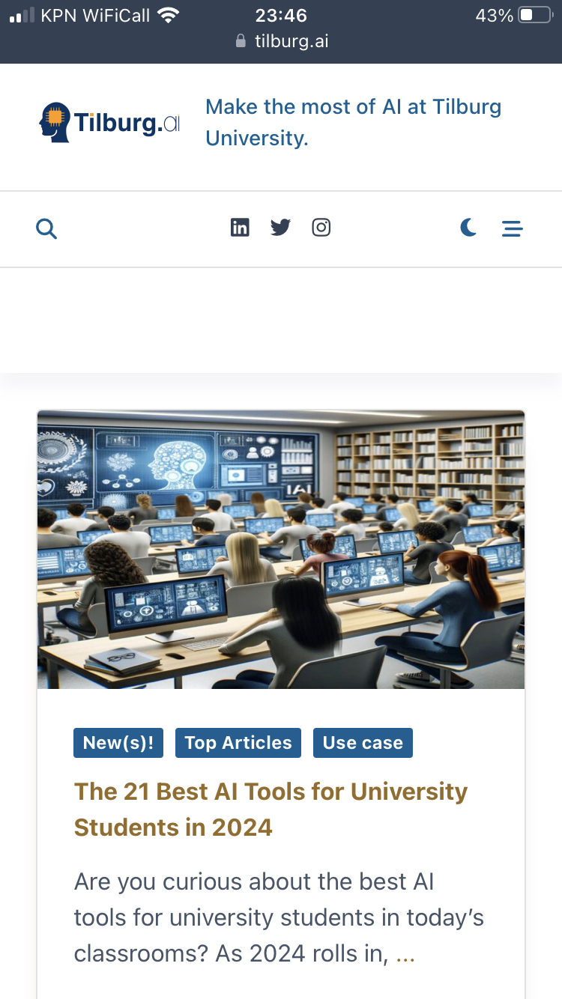 KPN WiFiCall 23:46 43%
tilburg.ai
Tilburg.ai
Make the most of AI at Tilburg
University.
IAI
New(s)! Top Articles Use case
The 21 Best AI Tools for University
Students in 2024
Are you curious about the best AI
tools for university students in today’s
classrooms? As 2024 rolls in, ...